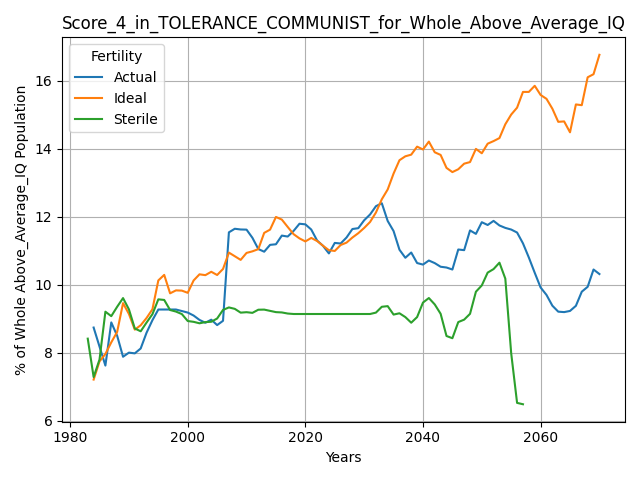 Score_4_in_TOLERANCE_COMMUNIST_for_Whole_Above_Average_IQ
Fertility
Actual
Ideal
Sterile
% of Whole Above_Average_IQ Population
16
14
12
10
8
6
1980
2000
2020
2040
2060
Years